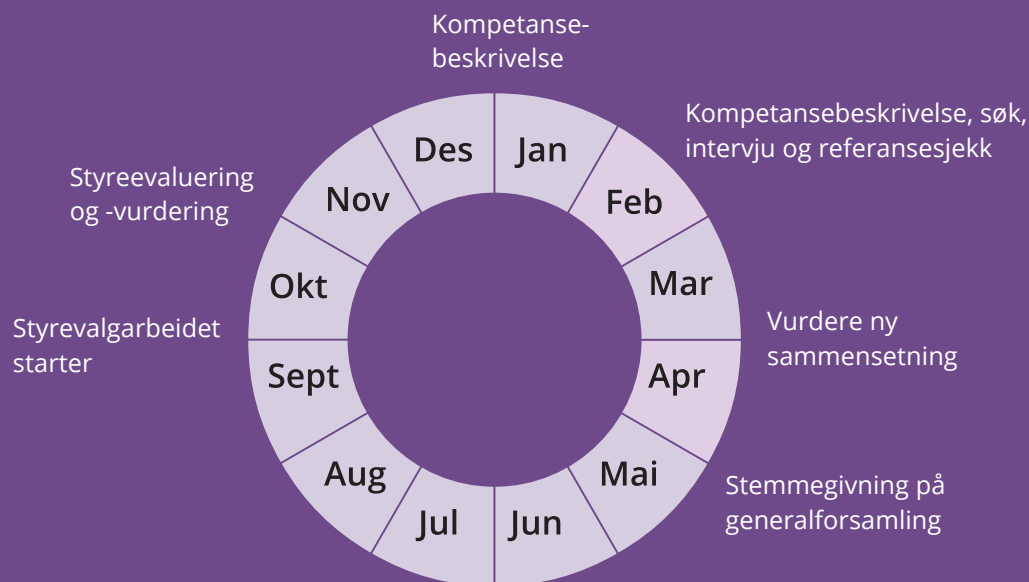 Kompetanse-
beskrivelse
Kompetansebeskrivelse, søk,
intervju og referansesjekk
Styreevaluering
og -vurdering
Styrevalgarbeidet
starter
Vurdere ny
sammensetning
Stemmegivning på
generalforsamling
Jan
Feb
Mar
Apr
Mai
Jun
Jul
Aug
Sept
Okt
Nov
Des